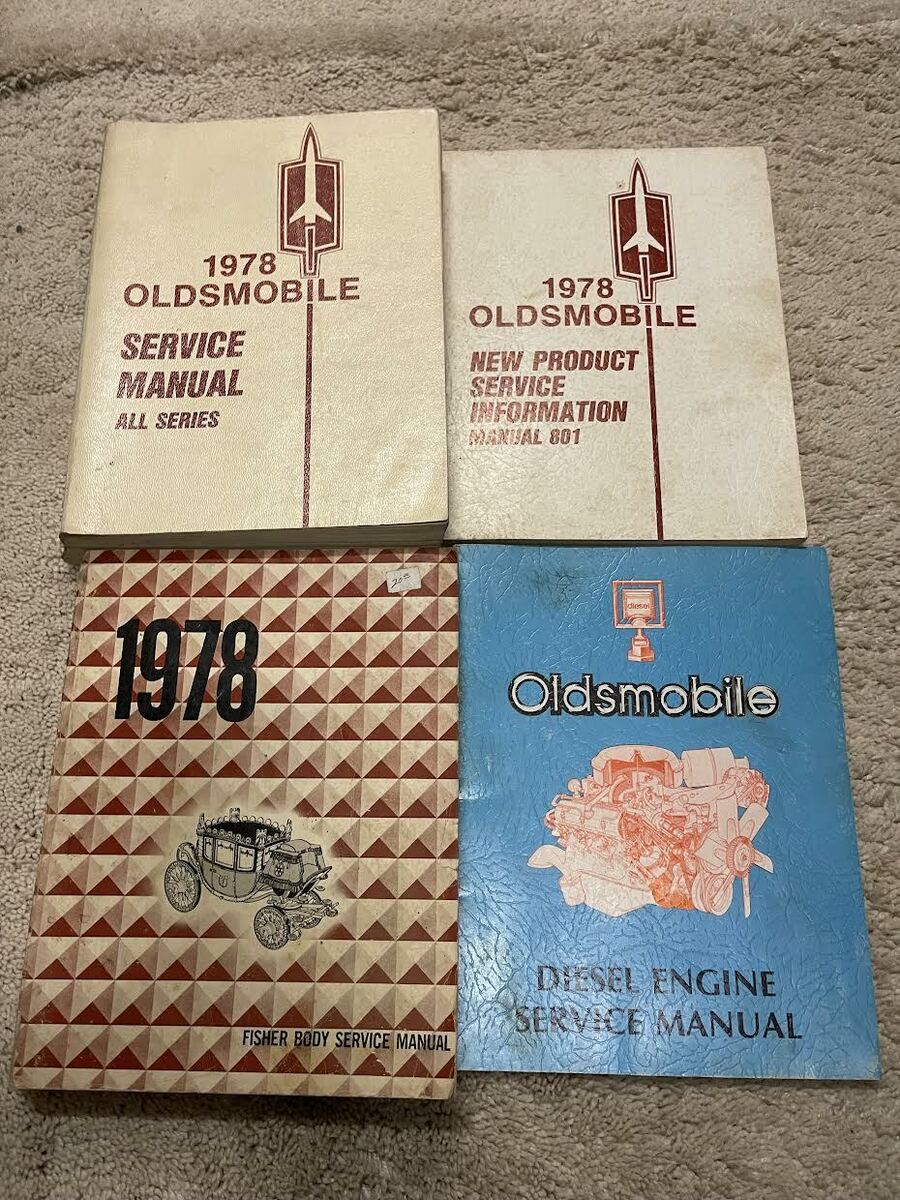 1978
OLDSMOBILE
SERVICE
MANUAL
ALL SERIES
1978
OLDSMOBILE
NEW PRODUCT
SERVICE
INFORMATION
MANUAL 801
1978
FISHER BODY SERVICE MANUAL
diesel
Oldsmobile
DIESEL ENGINE
SERVICE MANUAL